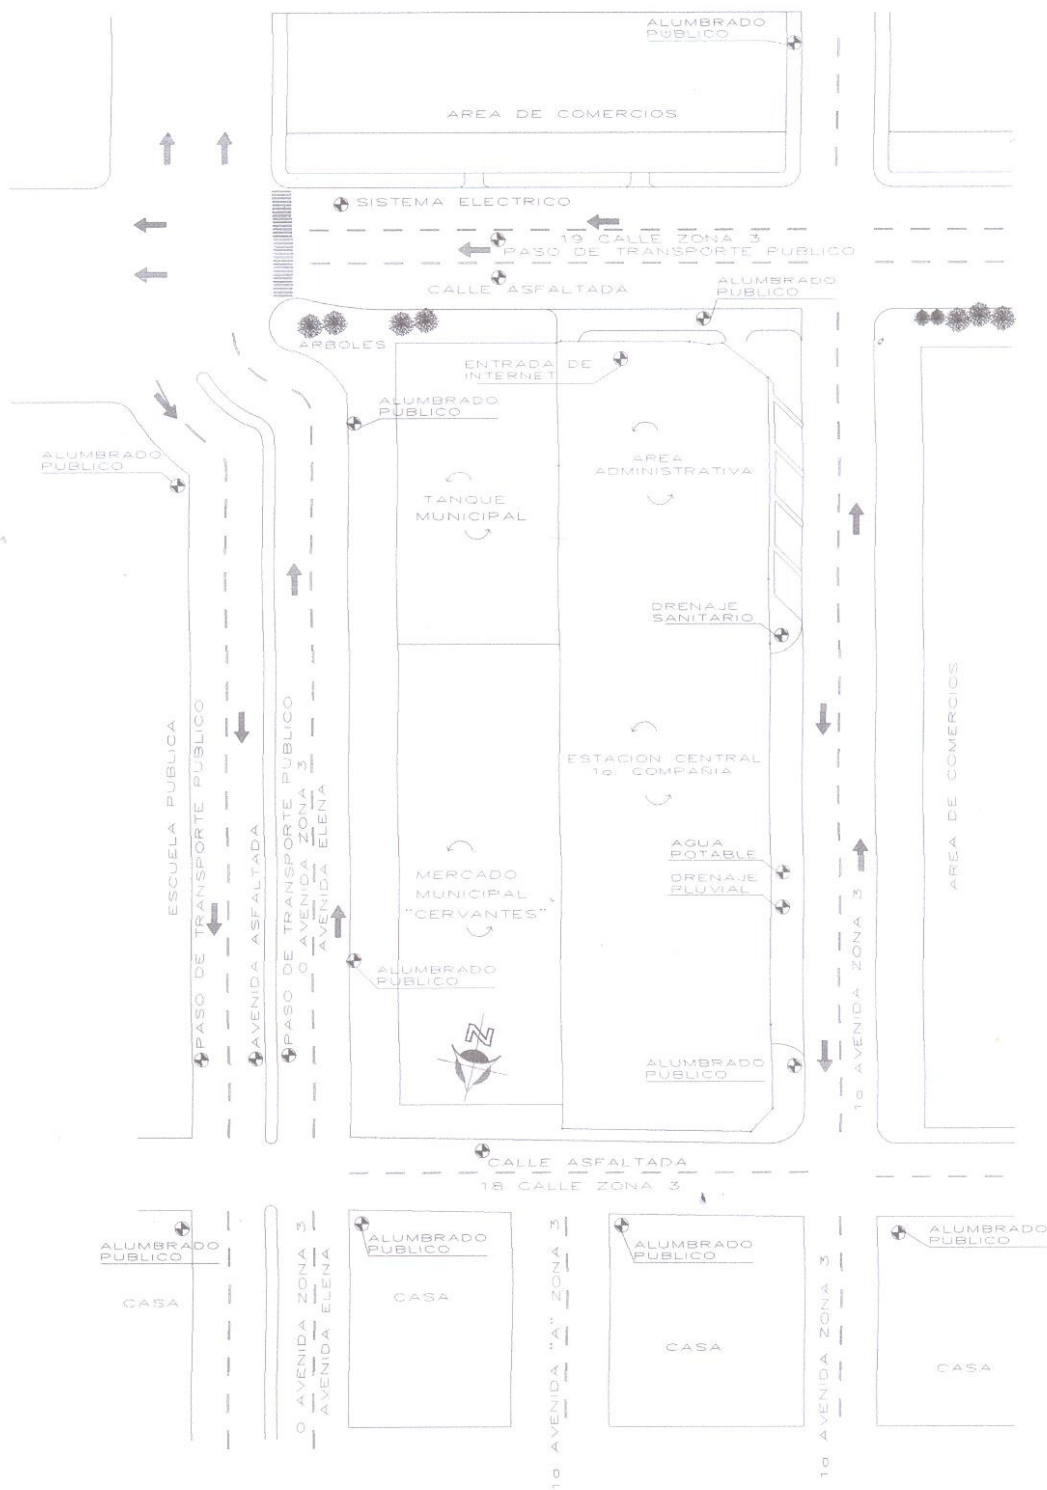 ALUMBRADO
PUBLICO
AREA DE COMERCIOS
SISTEMA ELECTRICO
19 CALLE ZONA 3
PASO DE TRANSPORTE PUBLICO
CALLE ASFALTADA
ALUMBRADO
PUBLICO
ARBOLES
ENTRADA DE
INTERNET
ALUMBRADO
PUBLICO
ALUMBRADO
PUBLICO
AREA
ADMINISTRATIVA
TANQUE
MUNICIPAL
DRENAJE
SANITARIO
ESCUELA PUBLICA
PASO DE TRANSPORTE PUBLICO
AVENIDA ASFALTADA
PASO DE TRANSPORTE PUBLICO
0 AVENIDA ZONA 3
AVENIDA ELENA
ESTACION CENTRAL
1a. COMPAÑIA
AREA DE COMERCIOS
AGUA
POTABLE
DRENAJE
PLUVIAL
MERCADO
MUNICIPAL
"CERVANTES"
1a AVENIDA ZONA 3
ALUMBRADO
PUBLICO
N
ALUMBRADO
PUBLICO
CALLE ASFALTADA
18 CALLE ZONA 3
ALUMBRADO
PUBLICO
CASA
0 AVENIDA ZONA 3
AVENIDA ELENA
ALUMBRADO
PUBLICO
CASA
1a AVENIDA "A" ZONA 3
ALUMBRADO
PUBLICO
CASA
1a AVENIDA ZONA 3
ALUMBRADO
PUBLICO
CASA